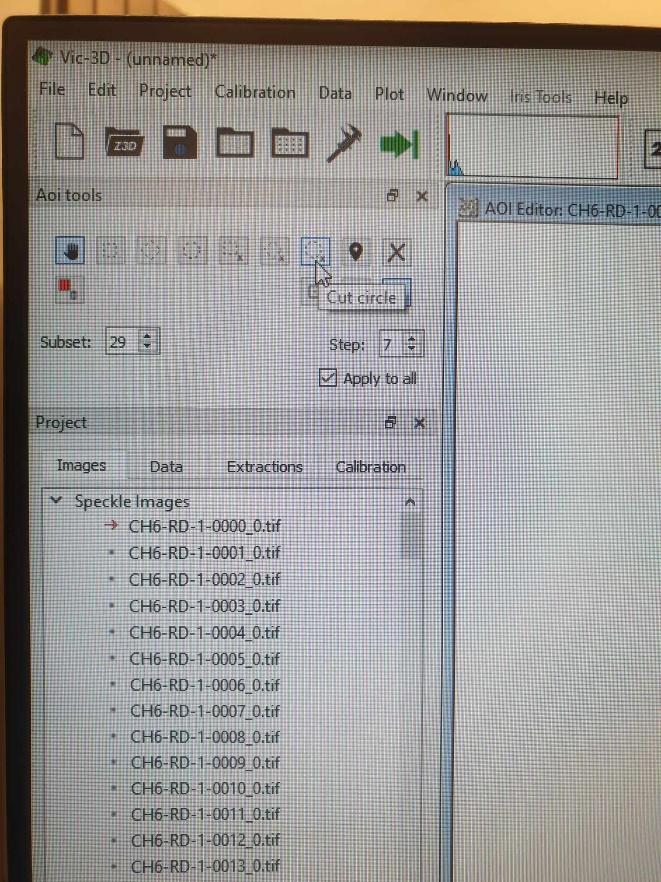 Vic-3D - (unnamed)*
File Edit Project Calibration Data Plot Window Iris Tools Help
Z3D
2
Aoi tools
AOI Editor: CH6-RD-1-00
Cut circle
Subset: 29 Step: 7
Apply to all
Project
Images Data Extractions Calibration
Speckle Images
CH6-RD-1-0000_0.tif
CH6-RD-1-0001_0.tif
CH6-RD-1-0002_0.tif
CH6-RD-1-0003_0.tif
CH6-RD-1-0004_0.tif
CH6-RD-1-0005_0.tif
CH6-RD-1-0006_0.tif
CH6-RD-1-0007_0.tif
CH6-RD-1-0008_0.tif
CH6-RD-1-0009_0.tif
CH6-RD-1-0010_0.tif
CH6-RD-1-0011_0.tif
CH6-RD-1-0012_0.tif
CH6-RD-1-0013_0.tif